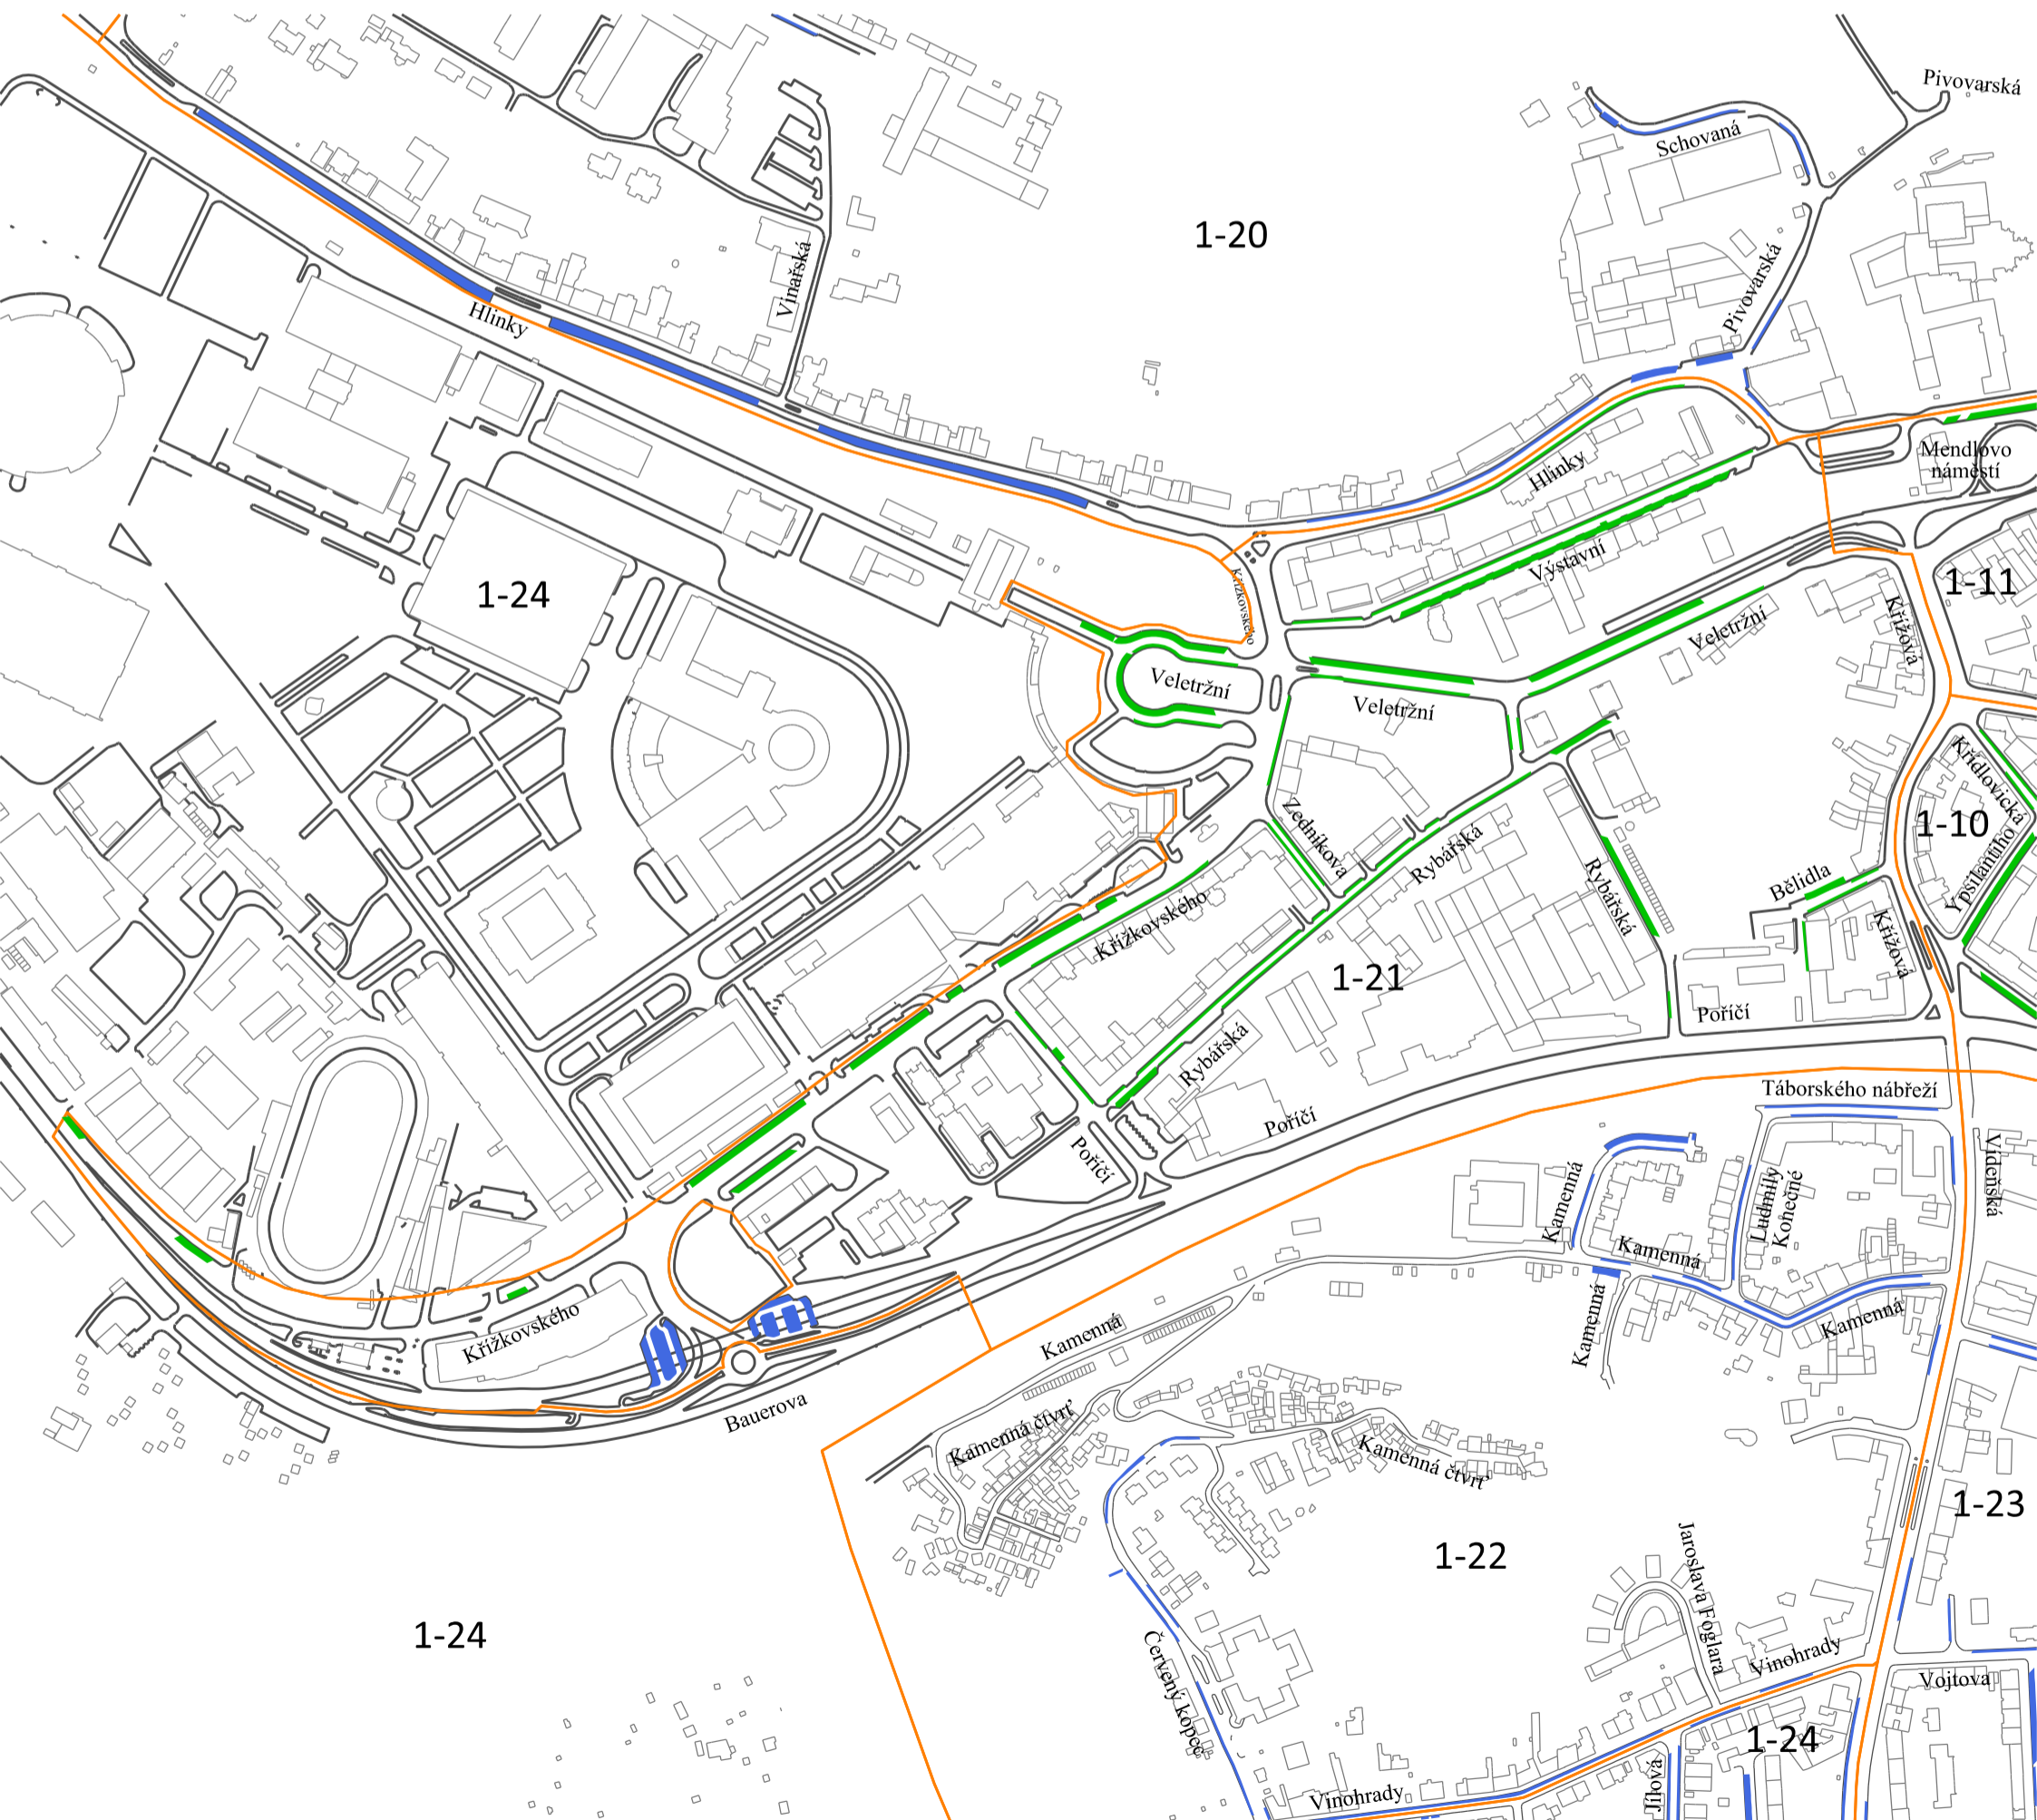 Pivovarská
Schovaná
1-20
Vinařská
Pivovarská
Hlinky
Mendlovo
náměstí
Hlinky
Výstavní
1-24
Křížkovského
1-11
Křížová
Veletržní
Veletržní
Veletržní
Křídlovická
1-10
Zedníkova
Rybářská
Rybářská
Bělidla
Ypsilantiho
Křížkovského
Křížová
1-21
Poříčí
Rybářská
Táborského nábřeží
Poříčí
Poříčí
Vídeňská
Kamenná
Ludmily
Konečné
Kamenná
Křížkovského
Kamenná
Kamenná
Kamenná
Bauerova
Kamenná čtvrť
Kamenná čtvrť
1-23
1-22
Jaroslava Foglara
1-24
Červený kopec
Vinohrady
Vojtova
1-24
Jílová
Vinohrady